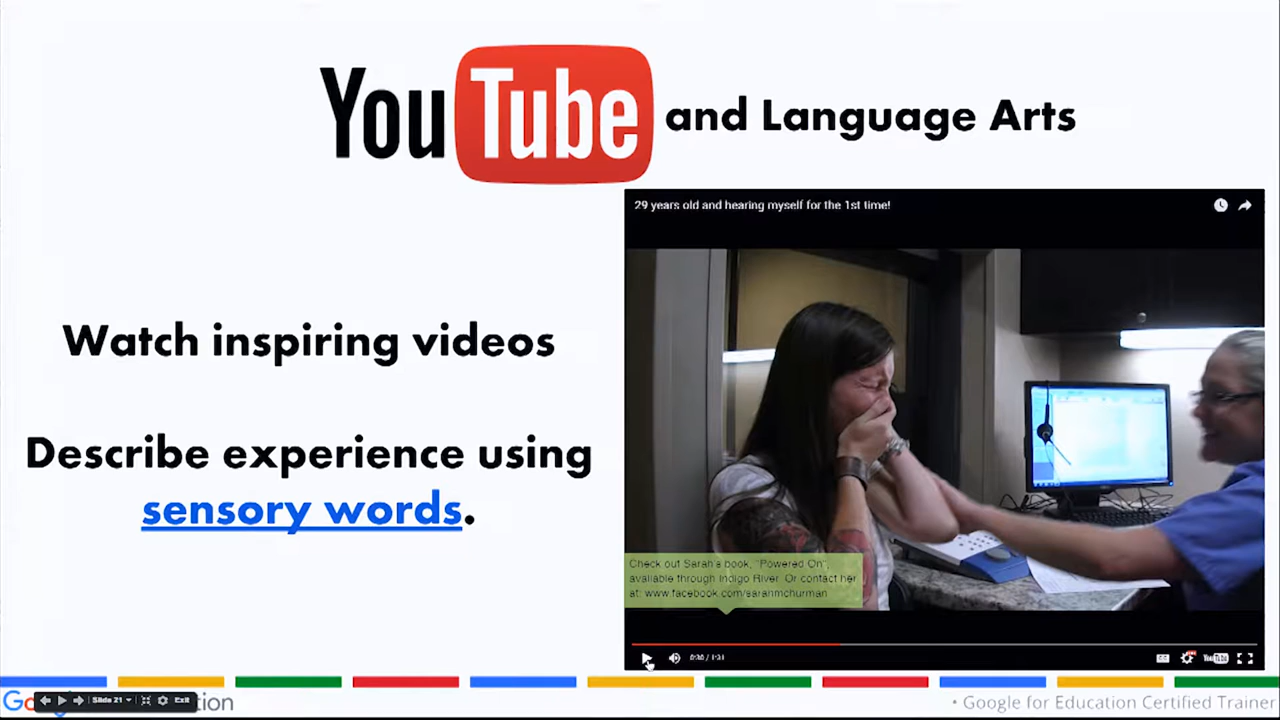 YouTube and Language Arts
29 years old and hearing myself for the 1st time!
Watch inspiring videos
Describe experience using
sensory words.
Check out Sarah's book, "Powered On",
available through Indigo River Or contact her
at: www.facebook.com/sarahmchurman
0:30 / 1:31
CC
YouTube
Slide 21
Exit
• Google for Education Certified Trainer